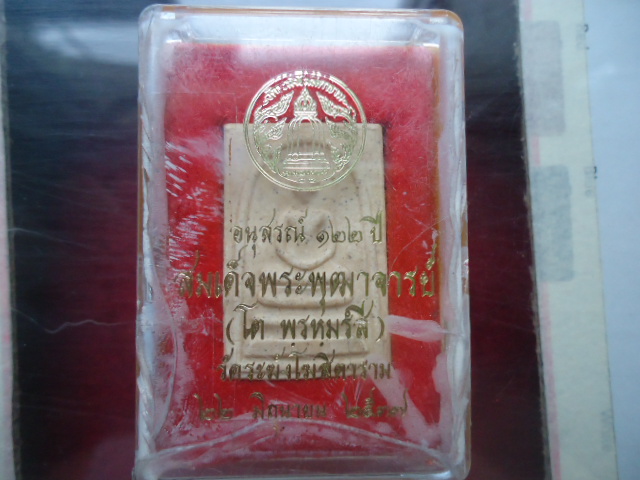 อนุสรณ์ ๑๒๒ ปี
สมเด็จพระพุฒาจารย์
(โต พรหฺมรํสี)
วัดระฆังโฆสิตาราม
๒๒ มิถุนายน ๒๕๓๗